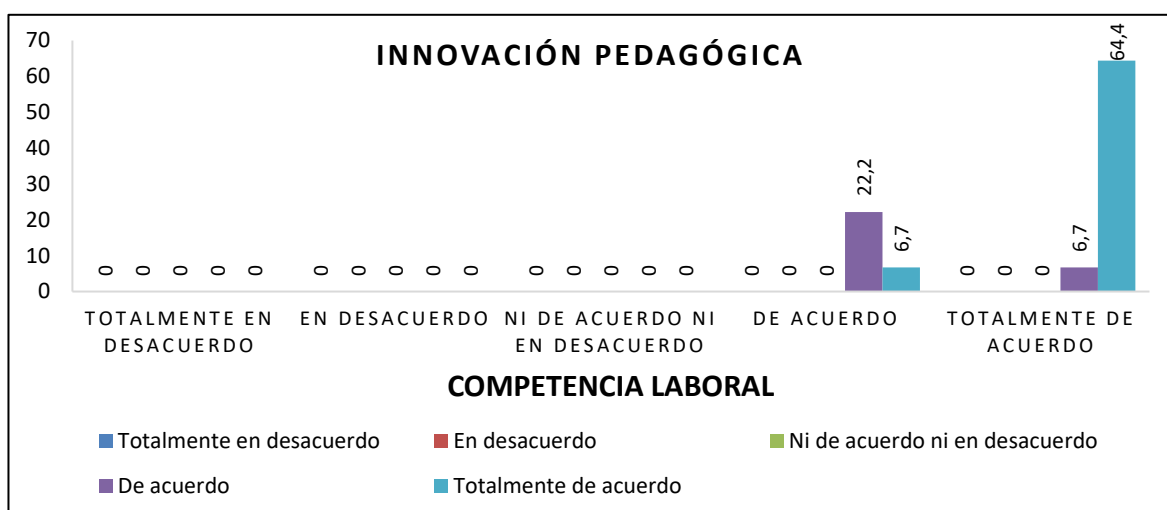 INNOVACIÓN PEDAGÓGICA
70
60
50
40
30
20
10
0
0 0 0 0 0
0 0 0 0 0
0 0 0 0 0
0 0 0 22,2 6,7
0 0 0 6,7 64,4
TOTALMENTE EN DESACUERDO
EN DESACUERDO
NI DE ACUERDO NI EN DESACUERDO
DE ACUERDO
TOTALMENTE DE ACUERDO
COMPETENCIA LABORAL
Totalmente en desacuerdo
En desacuerdo
Ni de acuerdo ni en desacuerdo
De acuerdo
Totalmente de acuerdo